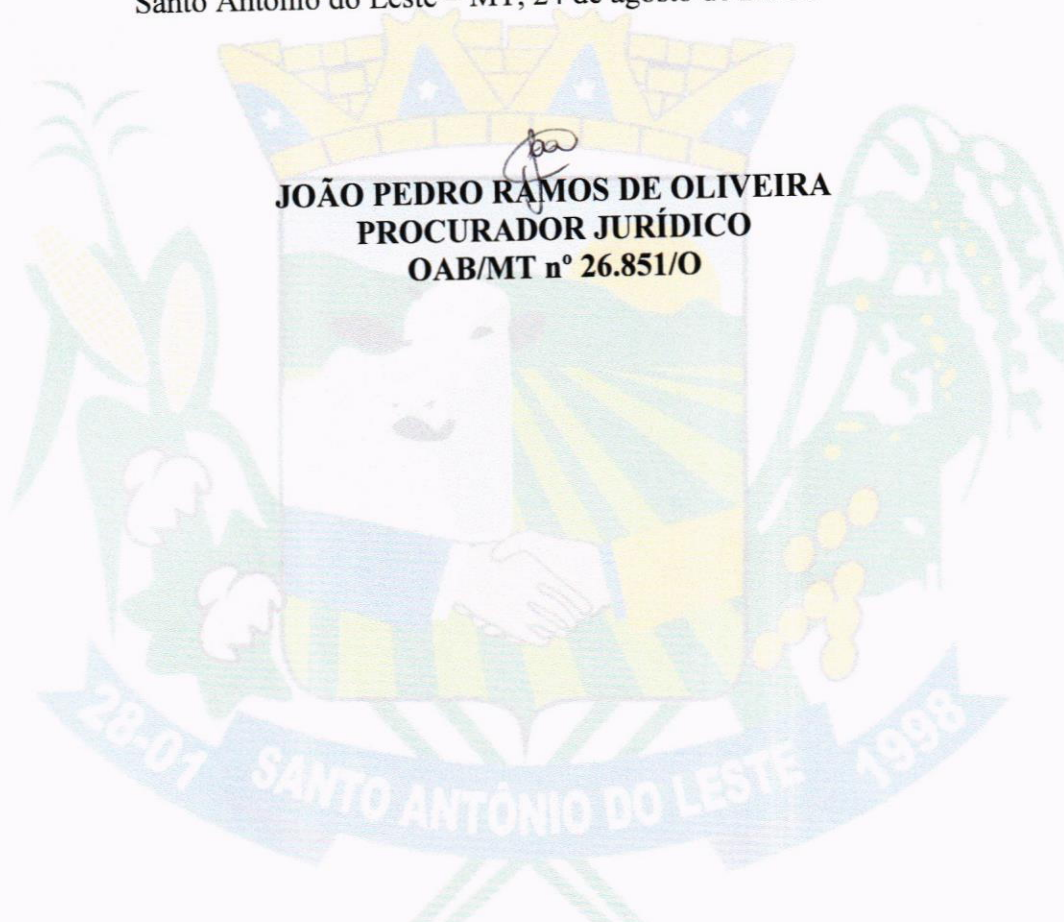 Santo Antônio do Leste – MT, 24 de agosto de
JOÃO PEDRO RAMOS DE OLIVEIRA
PROCURADOR JURÍDICO
OAB/MT nº 26.851/O
28-01 SANTO ANTÔNIO DO LESTE 1998